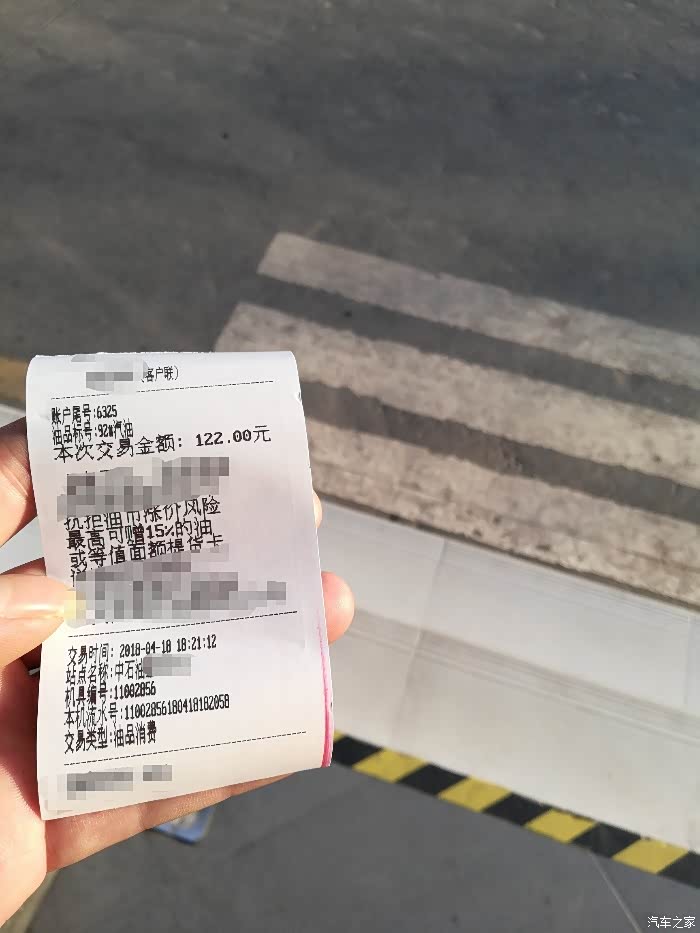 (客户联)
账户尾号:6325
油品标号:92#汽油
本次交易金额: 122.00元
抗拒油市涨价风险
最高可赠15%的油
或等值面额提货卡
交易时间: 2018-04-18 18:21:12
站点名称:中石油
机具编号:11002856
本机流水号:11002856180418182058
交易类型:油品消费
汽车之家